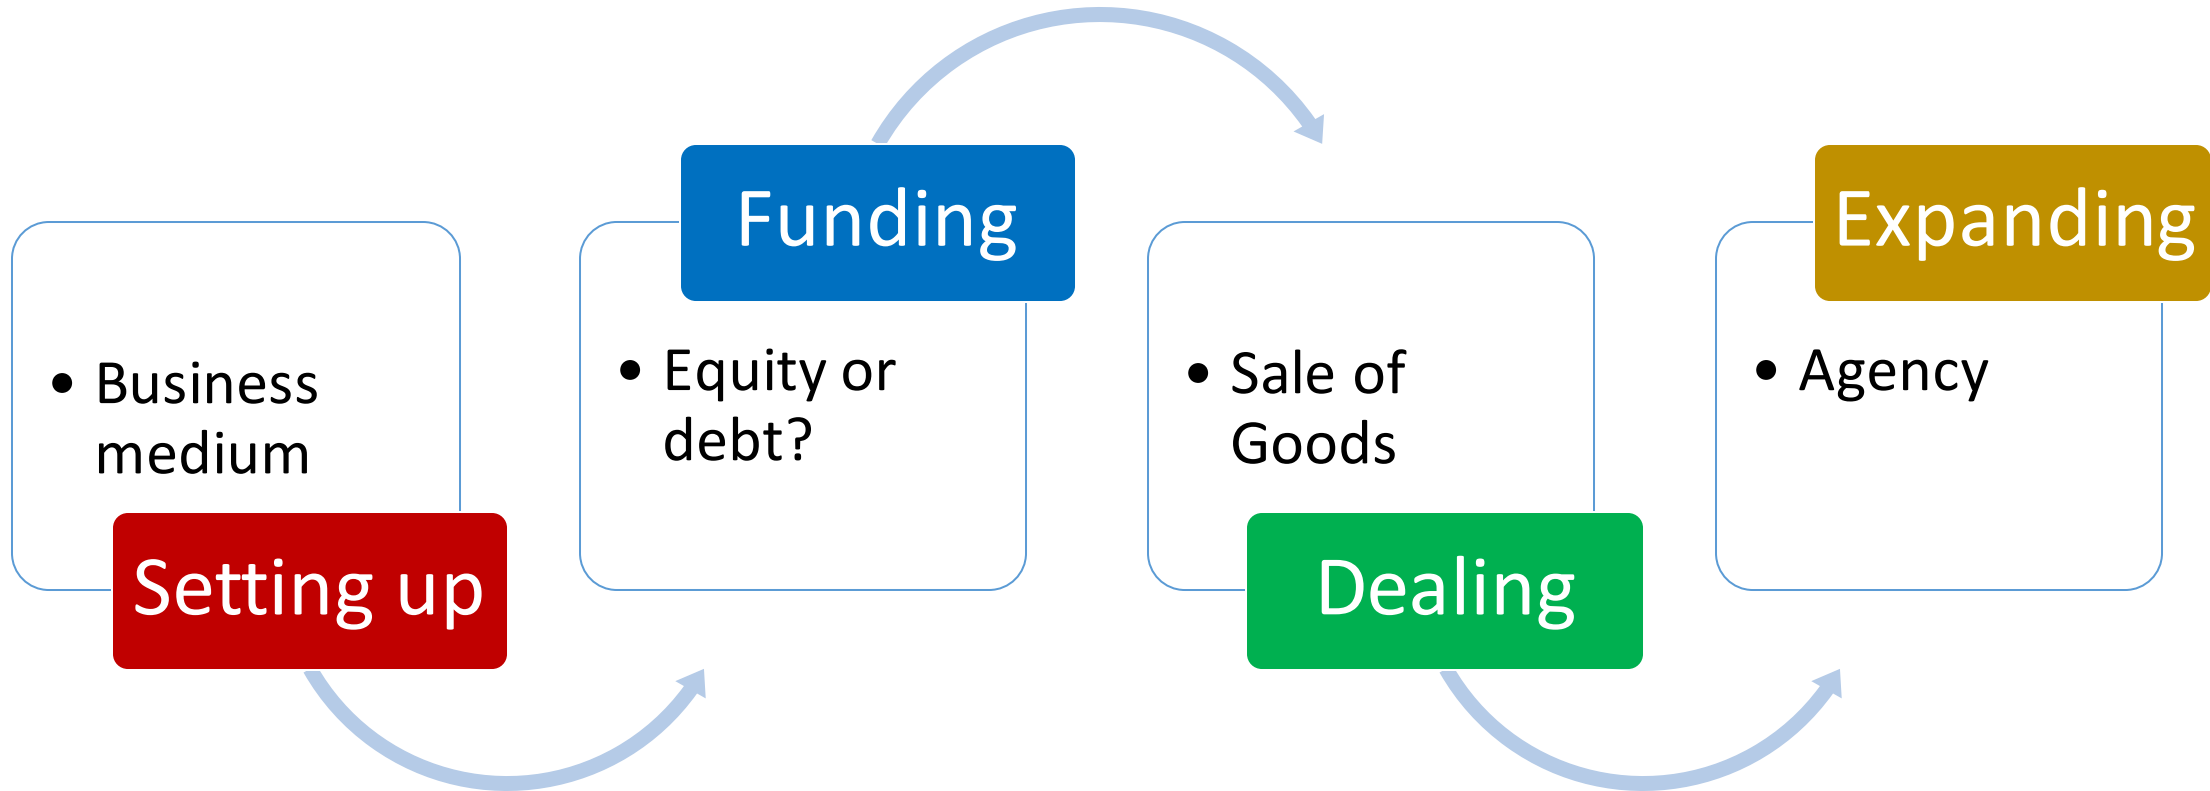 • Business
medium
Setting up
Funding
• Equity or
debt?
• Sale of
Goods
Dealing
Expanding
• Agency